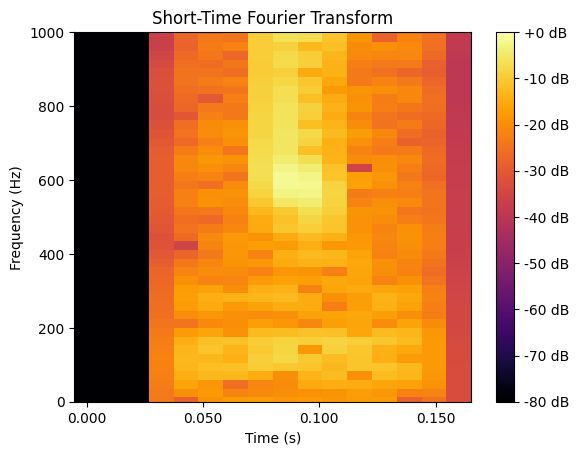 Short-Time Fourier Transform
1000
800
600
400
200
0
Frequency (Hz)
0.000
0.050
0.100
0.150
Time (s)
+0 dB
-10 dB
-20 dB
-30 dB
-40 dB
-50 dB
-60 dB
-70 dB
-80 dB